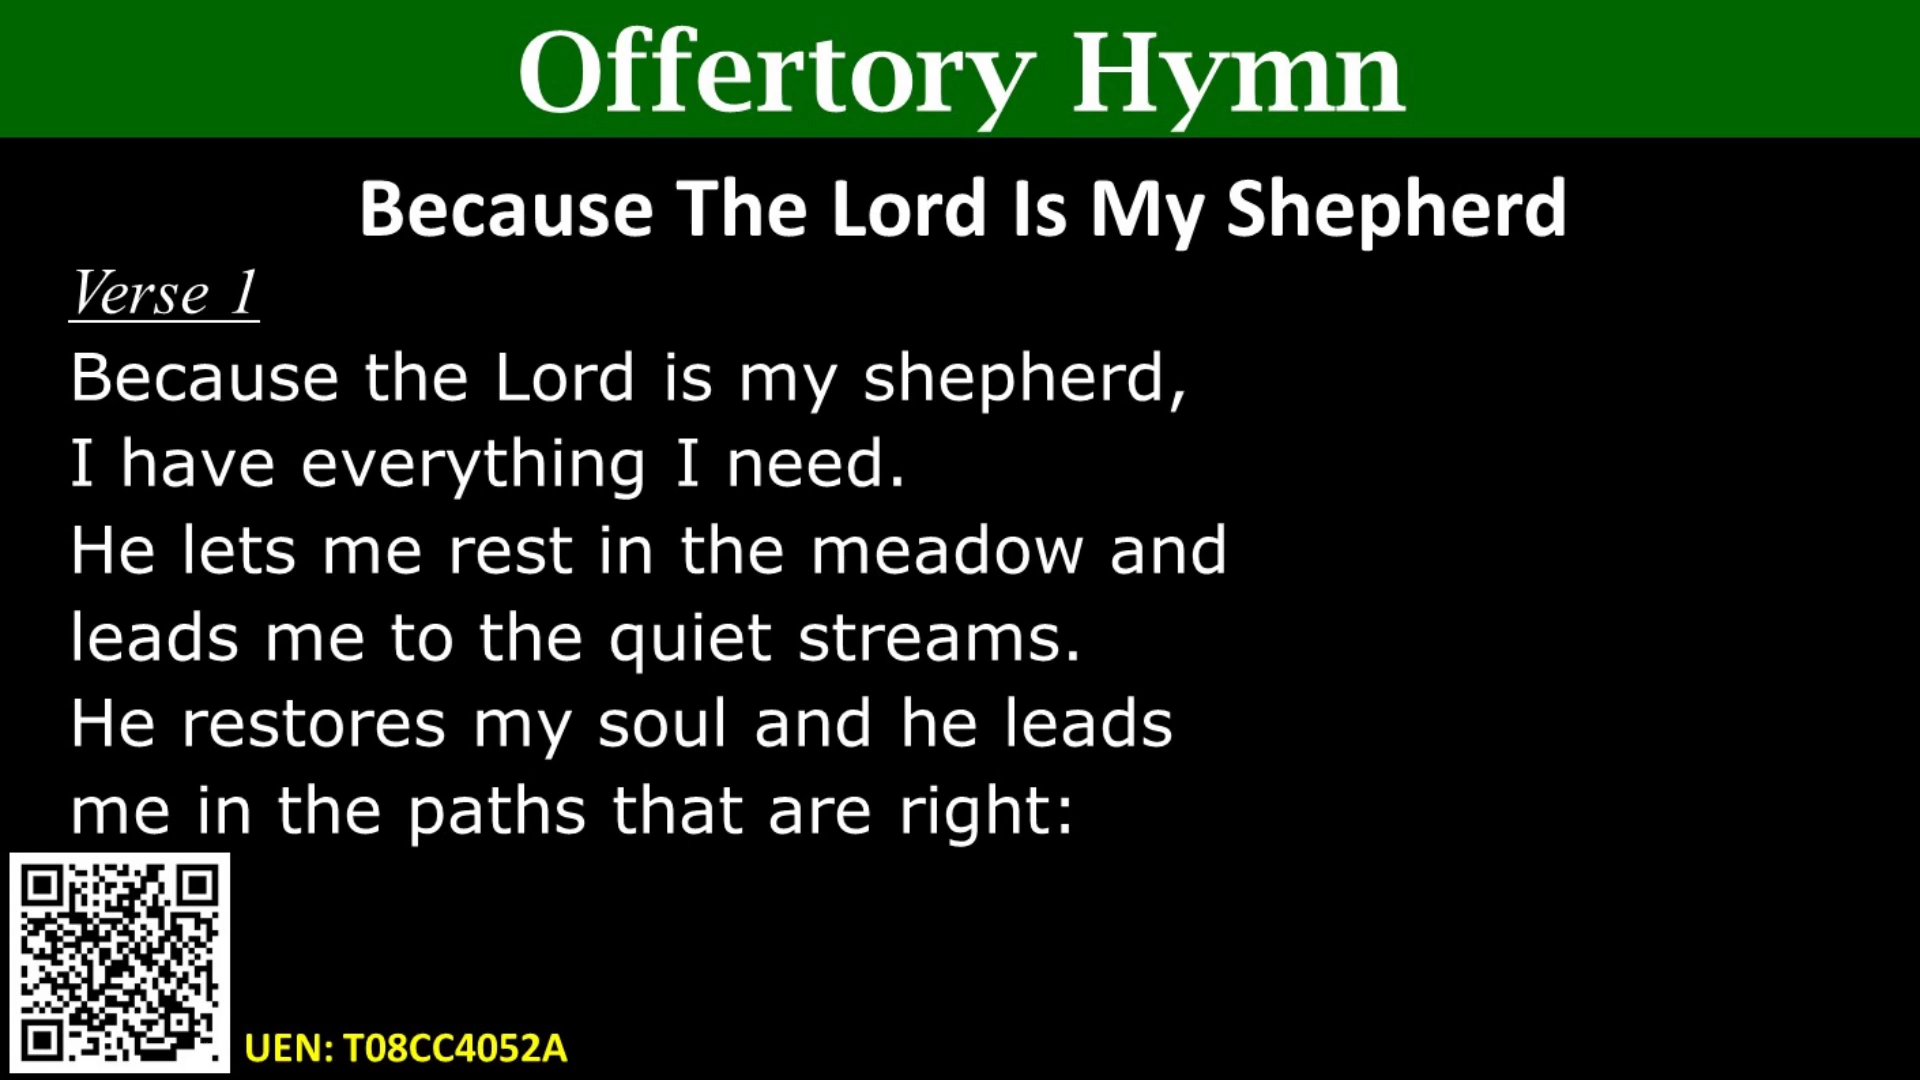 Offertory Hymn
Because The Lord Is My Shepherd
Verse 1
Because the Lord is my shepherd,
I have everything I need.
He lets me rest in the meadow and
leads me to the quiet streams.
He restores my soul and he leads
me in the paths that are right:
UEN: T08CC4052A